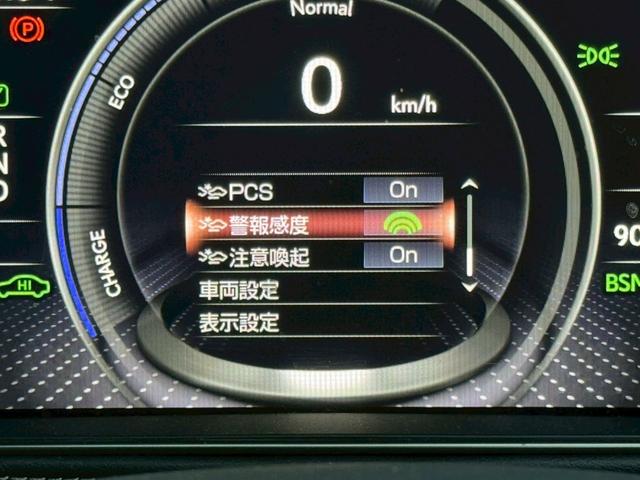 Normal
P
ECO
0
km/h
PCS On
警報感度
注意喚起 On
車両設定
表示設定
CHARGE
HI
R
N
D
90
BSM